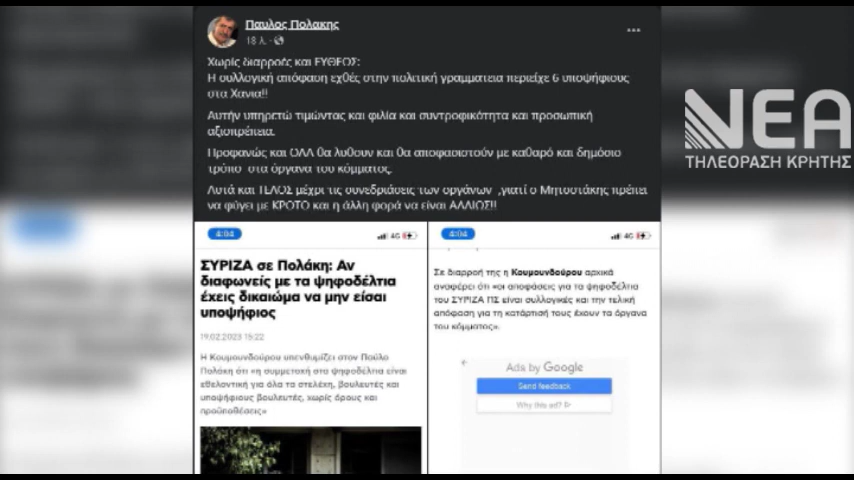 Παυλος Πολακης
18 λ. ·
Χωρίς διαρροές και ΕΥΘΕΩΣ:
Η συλλογική απόφαση εχθές στην πολιτική γραμματεια περιείχε 6 υποψήφιους
στα Χανια!!
Αυτήν υπηρετώ τιμώντας και φιλία και συντροφικότητα και προσωπική
αξιοπρέπεια.
Προφανώς και ΟΛΑ θα λυθουν και θα αποφασιστούν με καθαρό και δημόσιο
τρόπο στα όργανα του κόμματος.
Αυτά και ΤΕΛΟΣ μέχρι τις συνεδριάσεις των οργάνων ,γιατί ο Μητσοτάκης πρέπει
να φύγει με ΚΡΟΤΟ και η άλλη φορά να είναι ΑΛΛΙΩΣ!!
ΝΕΑ
ΤΗΛΕΟΡΑΣΗ ΚΡΗΤΗΣ
4:04
4G
ΣΥΡΙΖΑ σε Πολάκη: Αν
διαφωνείς με τα ψηφοδέλτια
έχεις δικαιώμα να μην είσαι
υποψήφιος
19.02.2023 15:22
Η Κουμουνδούρου υπενθυμίζει στον Παύλο
Πολάκη ότι «η συμμετοχή στα ψηφοδέλτια είναι
εθελοντική για όλα τα στελέχη, βουλευτές και
υποψήφιους βουλευτές, χωρίς όρους και
προϋποθέσεις»
4:04
4G
Σε διαρροή της η Κουμουνδούρου αρχικά
αναφέρει ότι «οι αποφάσεις για τα ψηφοδέλτια
του ΣΥΡΙΖΑ ΠΣ είναι συλλογικές και την τελική
απόφαση για τη κατάρτισή τους έχουν τα όργανα
του κόμματος».
Ads by Google
Send feedback
Why this ad?